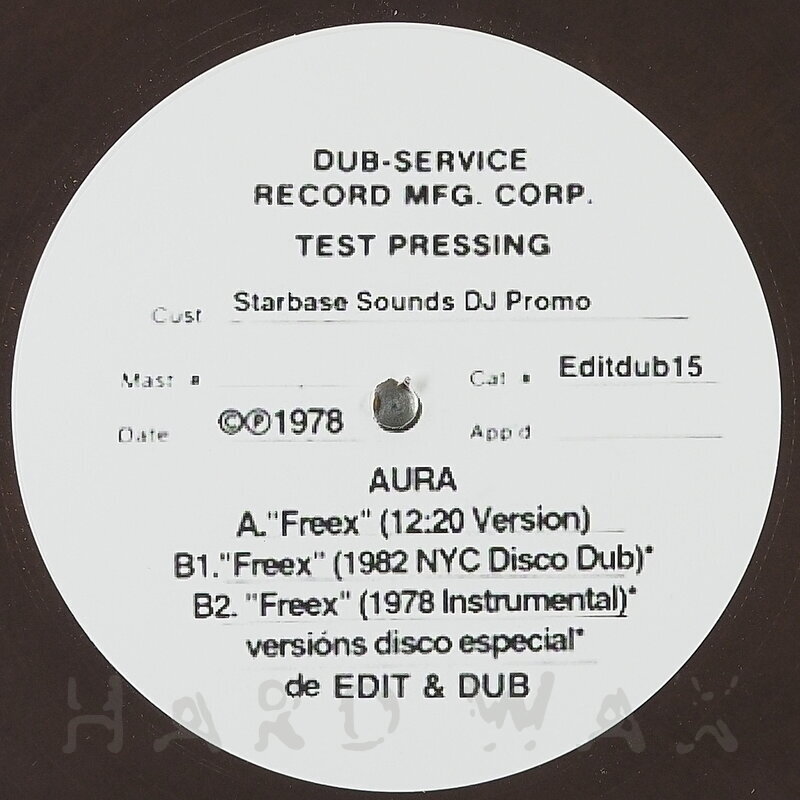 DUB-SERVICE
RECORD MFG. CORP.
TEST PRESSING
Cust Starbase Sounds DJ Promo
Mast # Cat # Editdub15
Date ©℗1978 App'd
AURA
A."Freex" (12:20 Version)
B1."Freex" (1982 NYC Disco Dub)*
B2. "Freex" (1978 Instrumental)*
versións disco especial*
de EDIT & DUB
HARD WAX